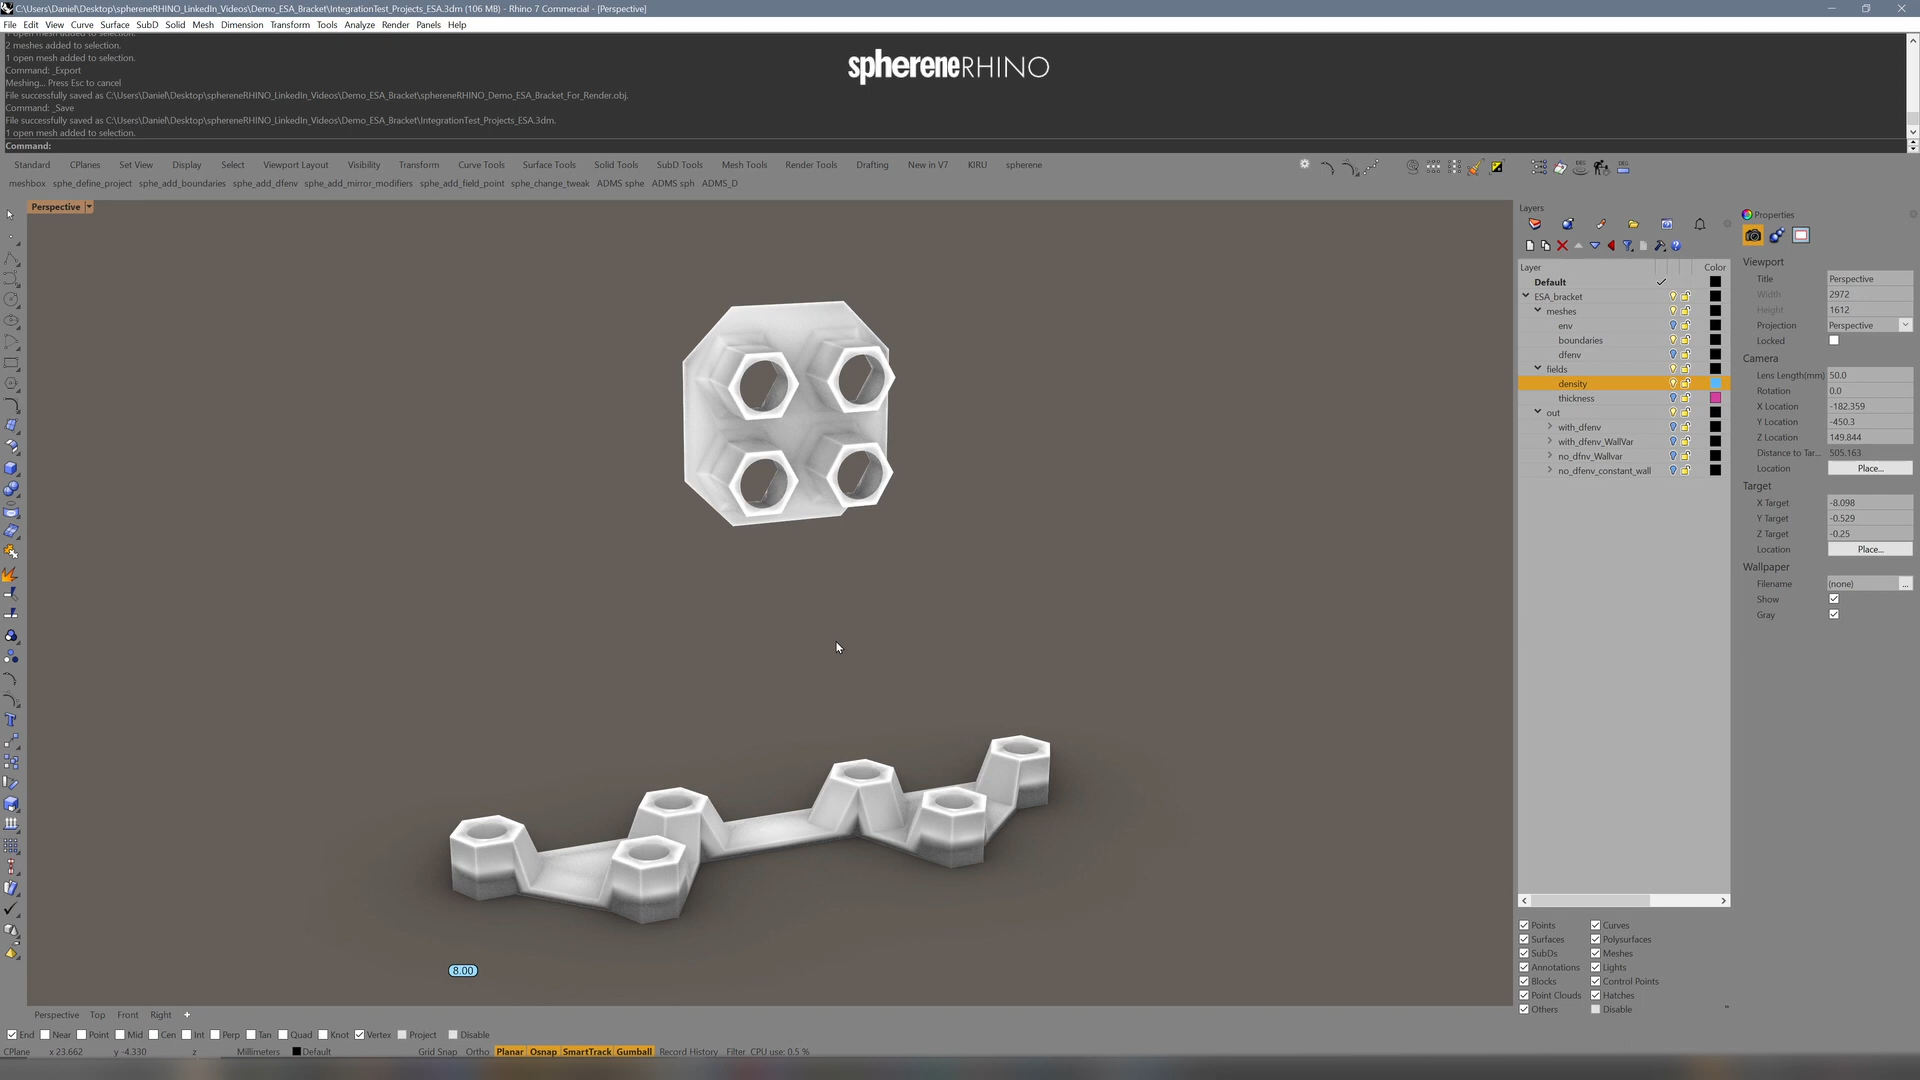 C:\Users\Daniel\Desktop\sphereneRHINO_LinkedIn_Videos\Demo_ESA_Bracket\IntegrationTest_Projects_ESA.3dm (106 MB) - Rhino 7 Commercial - [Perspective]
File Edit View Curve Surface SubD Solid Mesh Dimension Transform Tools Analyze Render Panels Help
1 open mesh added to selection.
2 meshes added to selection.
1 open mesh added to selection.
Command: _Export
Meshing... Press Esc to cancel
File successfully saved as C:\Users\Daniel\Desktop\sphereneRHINO_LinkedIn_Videos\Demo_ESA_Bracket\sphereneRHINO_Demo_ESA_Bracket_For_Render.obj.
Command: _Save
File successfully saved as C:\Users\Daniel\Desktop\sphereneRHINO_LinkedIn_Videos\Demo_ESA_Bracket\IntegrationTest_Projects_ESA.3dm.
1 open mesh added to selection.
Command:
sphereneRHINO
Standard CPlanes Set View Display Select Viewport Layout Visibility Transform Curve Tools Surface Tools Solid Tools SubD Tools Mesh Tools Render Tools Drafting New in V7 KIRU spherene
meshbox sphe_define_project sphe_add_boundaries sphe_add_dfenv sphe_add_mirror_modifiers sphe_add_field_point sphe_change_tweak ADMS sphe ADMS sph ADMS_D
Perspective
8.00
Layers
Layer Color
Default
ESA_bracket
meshes
env
boundaries
dfenv
fields
density
thickness
out
with_dfenv
with_dfenv_WallVar
no_dfnv_Wallvar
no_dfenv_constant_wall
Points Curves
Surfaces Polysurfaces
SubDs Meshes
Annotations Lights
Blocks Control Points
Point Clouds Hatches
Others Disable
Properties
Viewport
Title Perspective
Width 2972
Height 1612
Projection Perspective
Locked
Camera
Lens Length(mm) 50.0
Rotation 0.0
X Location -182.359
Y Location -450.3
Z Location 149.844
Distance to Tar... 505.163
Location Place...
Target
X Target -8.098
Y Target -0.529
Z Target -0.25
Location Place...
Wallpaper
Filename (none) ...
Show
Gray
Perspective Top Front Right
End Near Point Mid Cen Int Perp Tan Quad Knot Vertex Project Disable
CPlane x 23.662 y -4.330 z Millimeters Default Grid Snap Ortho Planar Osnap SmartTrack Gumball Record History Filter CPU use: 0.5 %